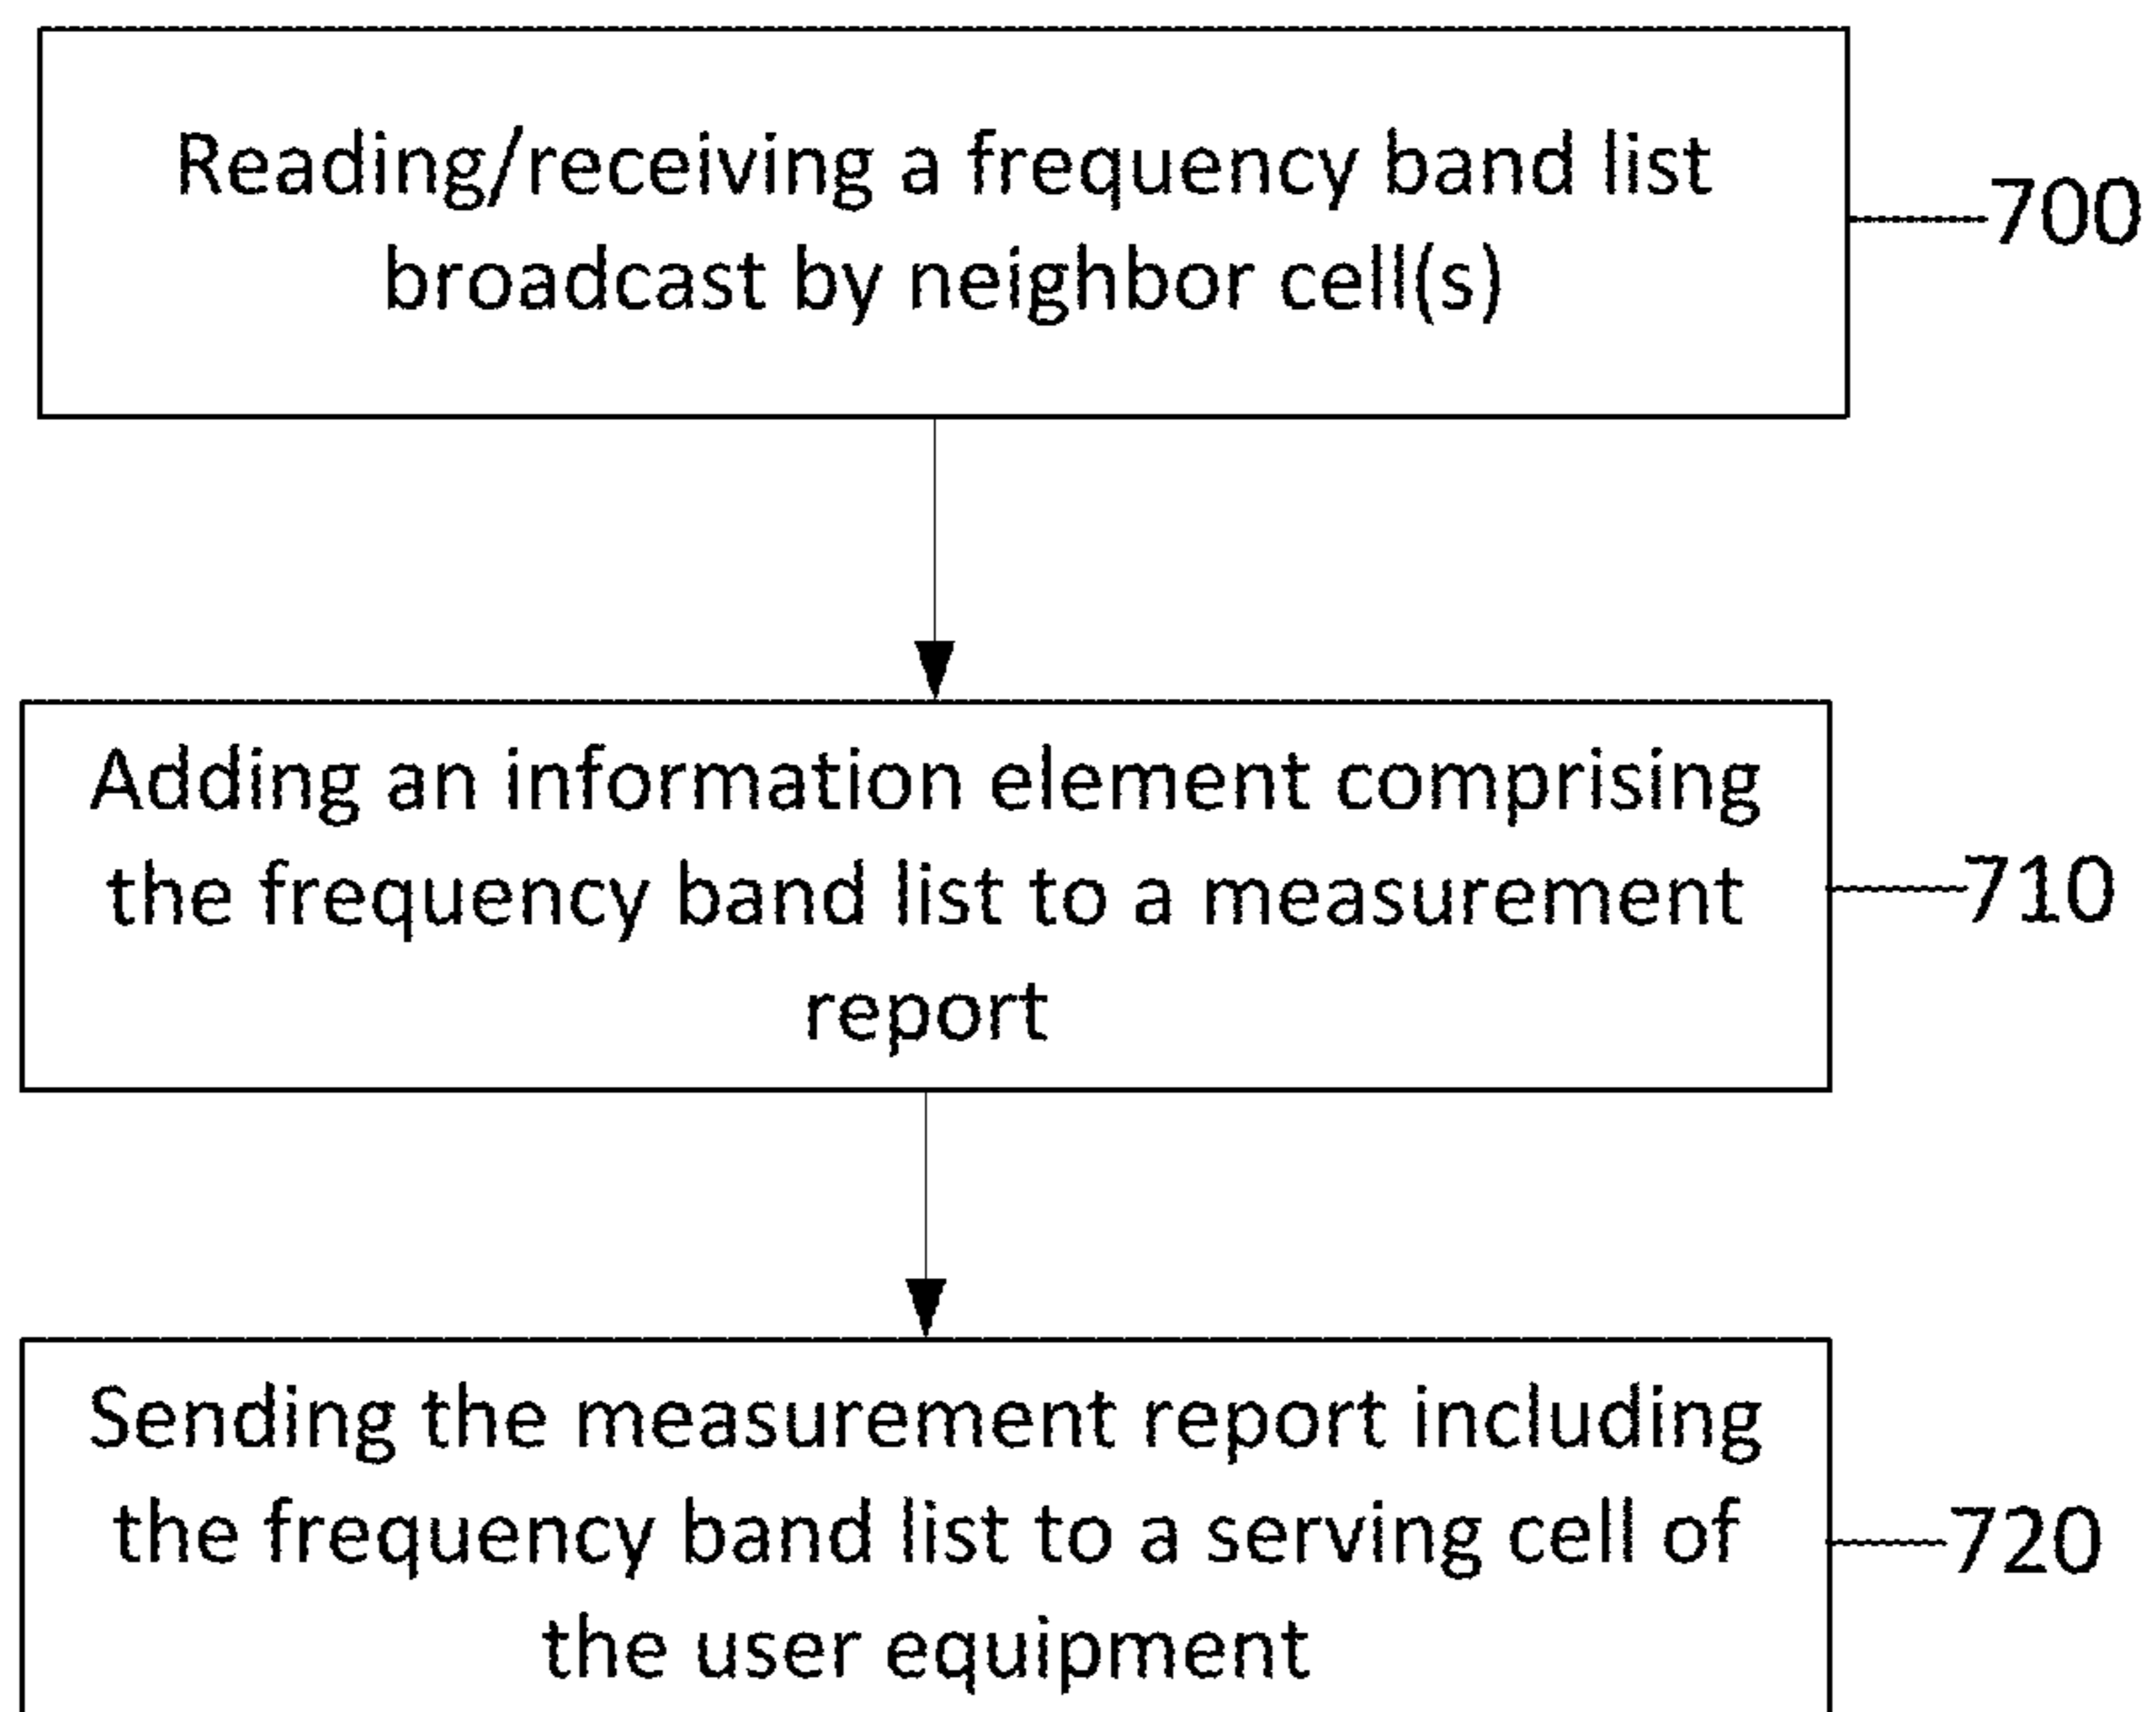 Reading/receiving a frequency band list
broadcast by neighbor cell(s)
700
Adding an information element comprising
the frequency band list to a measurement
report
710
Sending the measurement report including
the frequency band list to a serving cell of
the user equipment
720